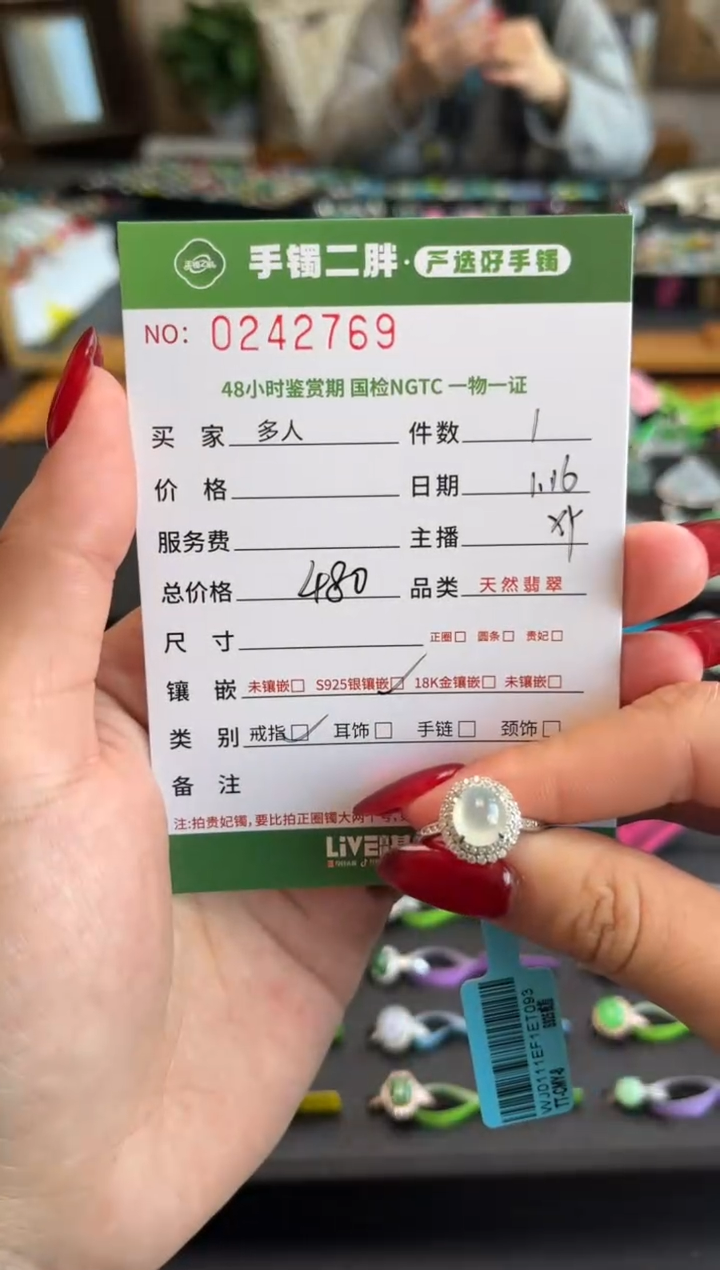 手镯二胖·严选好手镯
NO: 0242769
48小时鉴赏期 国检NGTC 一物一证
买 家 多人 件数 1
价 格 日期 1.16
服务费 主播
总价格 480 品类 天然翡翠
尺 寸 正圈□ 圆条□ 贵妃□
镶 嵌 未镶嵌□ S925银镶嵌☑ 18K金镶嵌□ 未镶嵌□
类 别 戒指☑ 耳饰□ 手链□ 颈饰□
备 注
注:拍贵妃镯,要比拍正圈镯大两个号
LiVE
WJ0111EF1ET093